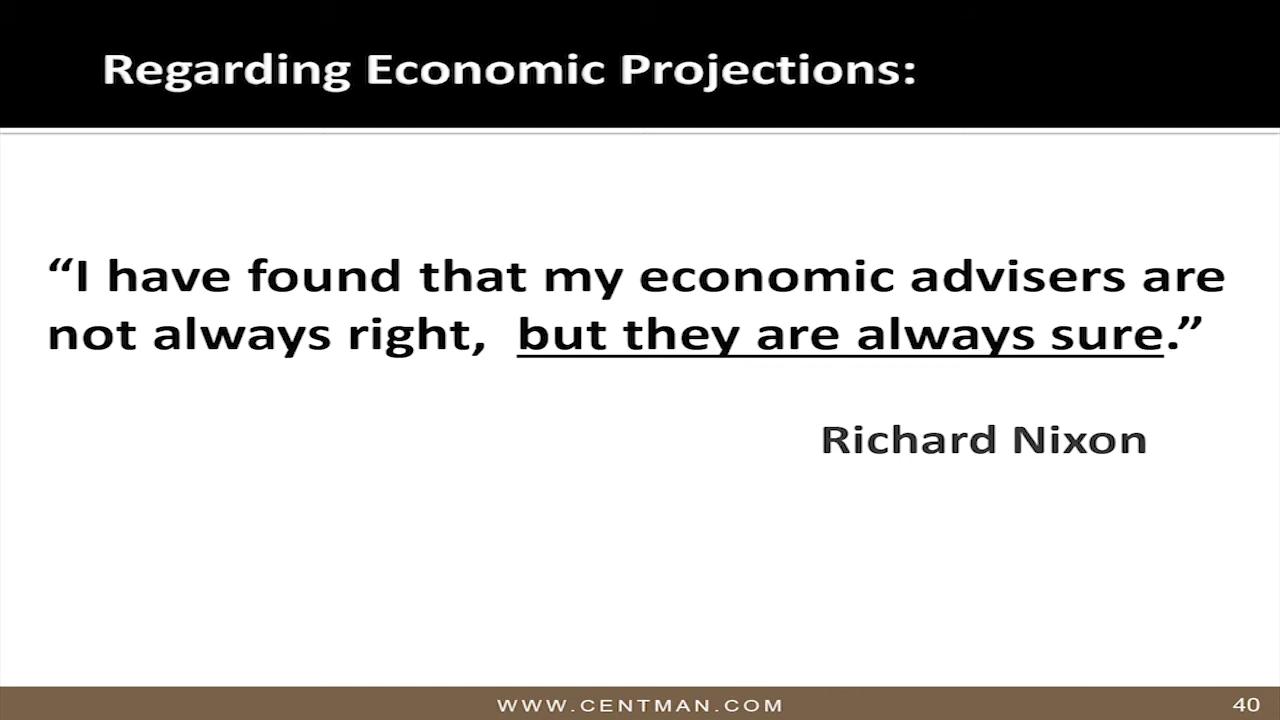 Regarding Economic Projections:
“I have found that my economic advisers are
not always right,  but they are always sure.”
Richard Nixon
WWW.CENTMAN.COM
40